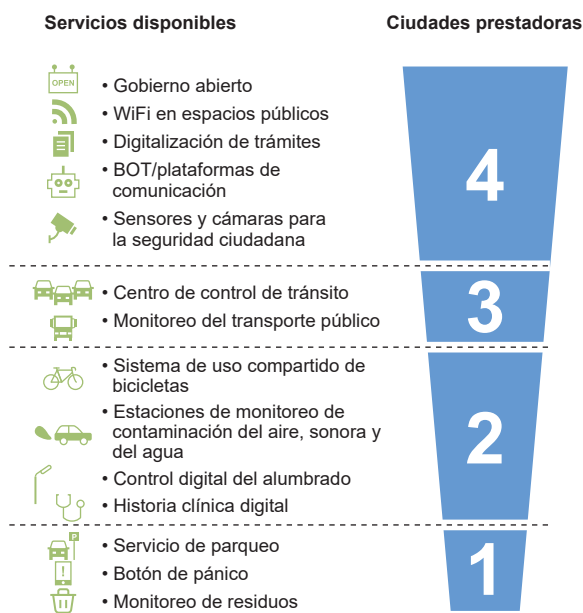 Servicios disponibles
Ciudades prestadoras
OPEN
• Gobierno abierto
• WiFi en espacios públicos
• Digitalización de trámites
• BOT/plataformas de
comunicación
• Sensores y cámaras para
la seguridad ciudadana
4
• Centro de control de tránsito
• Monitoreo del transporte público
3
• Sistema de uso compartido de
bicicletas
• Estaciones de monitoreo de
contaminación del aire, sonora y
del agua
• Control digital del alumbrado
• Historia clínica digital
2
P
• Servicio de parqueo
!
• Botón de pánico
• Monitoreo de residuos
1